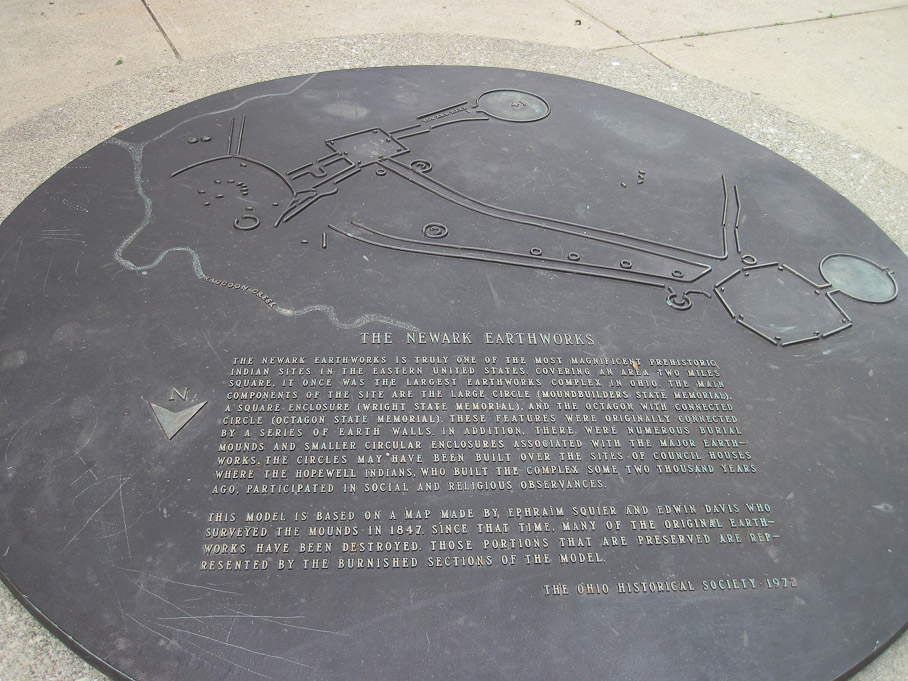 RACCOON CREEK
N
THE NEWARK EARTHWORKS
THE NEWARK EARTHWORKS IS TRULY ONE OF THE MOST MAGNIFICENT PREHISTORIC
INDIAN SITES IN THE EASTERN UNITED STATES. COVERING AN AREA TWO MILES
SQUARE, IT ONCE WAS THE LARGEST EARTHWORKS COMPLEX IN OHIO. THE MAIN
COMPONENTS OF THE SITE ARE THE LARGE CIRCLE (MOUNDBUILDERS STATE MEMORIAL),
A SQUARE ENCLOSURE (WRIGHT STATE MEMORIAL), AND THE OCTAGON WITH CONNECTED
CIRCLE (OCTAGON STATE MEMORIAL). THESE FEATURES WERE ORIGINALLY CONNECTED
BY A SERIES OF EARTH WALLS. IN ADDITION, THERE WERE NUMEROUS BURIAL
MOUNDS AND SMALLER CIRCULAR ENCLOSURES ASSOCIATED WITH THE MAJOR EARTH-
WORKS. THE CIRCLES MAY HAVE BEEN BUILT OVER THE SITES OF COUNCIL HOUSES
WHERE THE HOPEWELL INDIANS, WHO BUILT THE COMPLEX SOME TWO THOUSAND YEARS
AGO, PARTICIPATED IN SOCIAL AND RELIGIOUS OBSERVANCES.
THIS MODEL IS BASED ON A MAP MADE BY EPHRAIM SQUIER AND EDWIN DAVIS WHO
SURVEYED THE MOUNDS IN 1847. SINCE THAT TIME, MANY OF THE ORIGINAL EARTH-
WORKS HAVE BEEN DESTROYED. THOSE PORTIONS THAT ARE PRESERVED ARE REP-
RESENTED BY THE BURNISHED SECTIONS OF THE MODEL.
THE OHIO HISTORICAL SOCIETY 1972